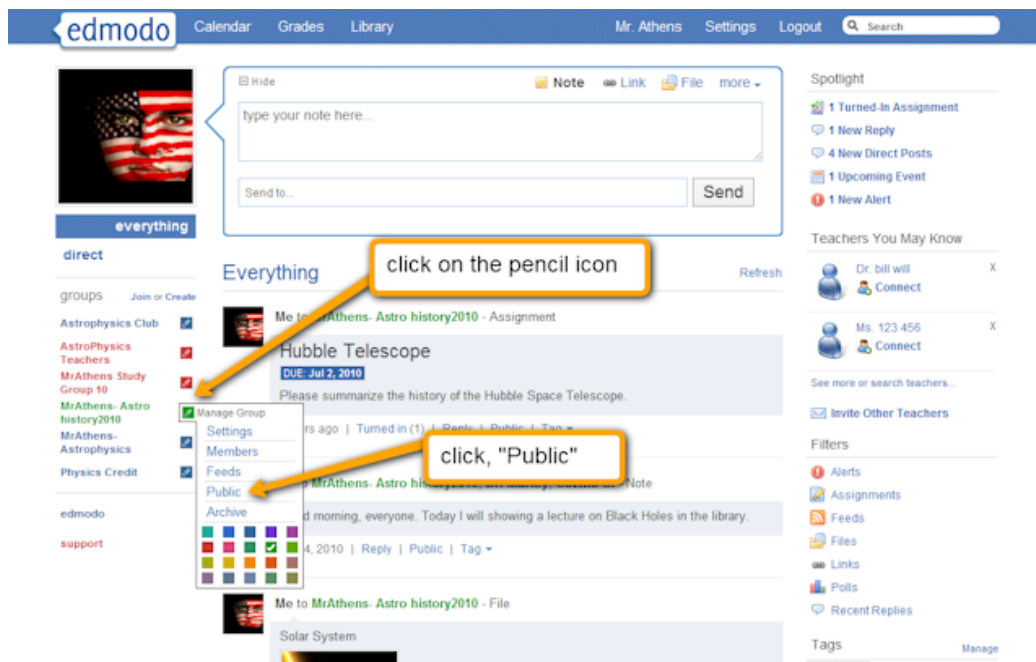 edmodo Calendar Grades Library Mr. Athens Settings Logout Search
Hide Note Link File more
type your note here...
Send to... Send
everything
direct
groups Join or Create
Astrophysics Club
AstroPhysics
Teachers
MrAthens Study
Group 10
MrAthens- Astro
history2010
MrAthens-
Astrophysics
Physics Credit
edmodo
support
Manage Group
Settings
Members
Feeds
Public
Archive
click on the pencil icon
click, "Public"
Everything Refresh
Me to MrAthens- Astro history2010 - Assignment
Hubble Telescope
DUE: Jul 2, 2010
Please summarize the history of the Hubble Space Telescope.
rs ago | Turned in (1) | Reply | Public | Tag
MrAthens- Astro - Note
morning, everyone. Today I will showing a lecture on Black Holes in the library.
4, 2010 | Reply | Public | Tag
Me to MrAthens- Astro history2010 - File
Solar System
Spotlight
1 Turned-In Assignment
1 New Reply
4 New Direct Posts
1 Upcoming Event
1 New Alert
Teachers You May Know
Dr. bill will X
Connect
Ms. 123 456 X
Connect
See more or search teachers...
Invite Other Teachers
Filters
Alerts
Assignments
Feeds
Files
Links
Polls
Recent Replies
Tags Manage